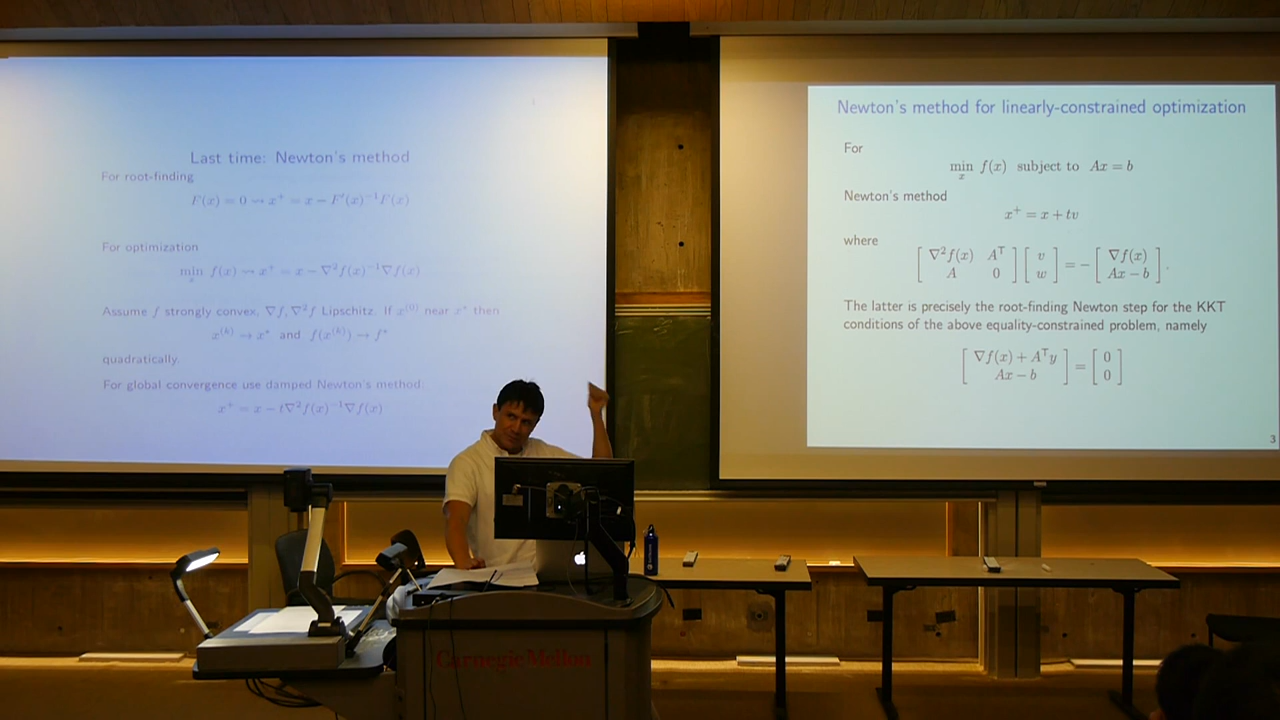 Last time: Newton's method
For root-finding
F(x) = 0 ⇝ x⁺ = x − F′(x)⁻¹F(x)
For optimization
min f(x) ⇝ x⁺ = x − ∇²f(x)⁻¹∇f(x)
x
Assume f strongly convex, ∇f, ∇²f Lipschitz. If x⁽⁰⁾ near x* then
x⁽ᵏ⁾ → x* and f(x⁽ᵏ⁾) → f*
quadratically.
For global convergence use damped Newton's method:
x⁺ = x − t∇²f(x)⁻¹∇f(x)
Newton's method for linearly-constrained optimization
For
min f(x) subject to Ax = b
x
Newton's method
x⁺ = x + tv
where
[ ∇²f(x) Aᵀ ] [ v ] = − [ ∇f(x) ]
[ A 0 ] [ w ] [ Ax − b ] .
The latter is precisely the root-finding Newton step for the KKT
conditions of the above equality-constrained problem, namely
[ ∇f(x) + Aᵀy ] = [ 0 ]
[ Ax − b ] [ 0 ]
3
Carnegie Mellon